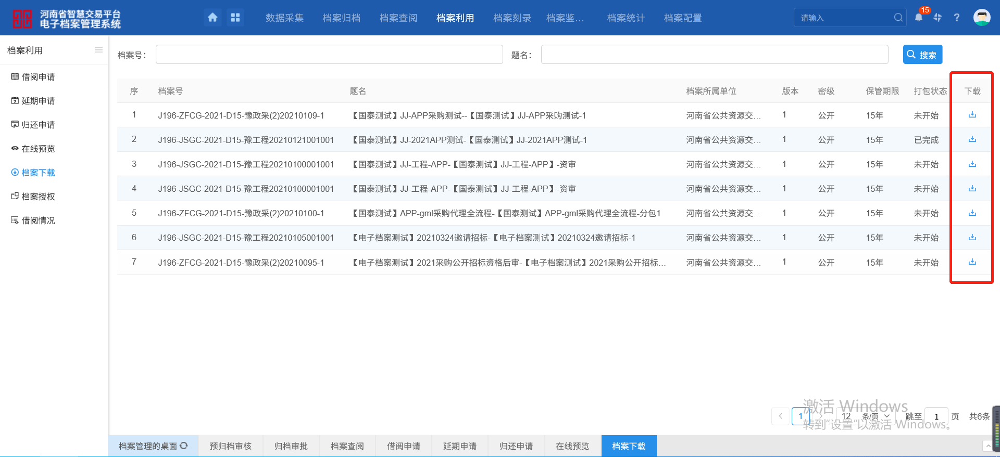 河南省智慧交易平台
电子档案管理系统
数据采集 档案归档 档案查阅 档案利用 档案刻录 档案鉴... 档案统计 档案配置
请输入
15
档案利用
借阅申请
延期申请
归还申请
在线预览
档案下载
档案授权
借阅情况
档案号： 题名： 搜索
序 档案号 题名 档案所属单位 版本 密级 保管期限 打包状态 下载
1 J196-ZFCG-2021-D15-豫政采(2)20210109-1 【国泰测试】JJ-APP采购测试--【国泰测试】JJ-APP采购测试-1 河南省公共资源交... 1 公开 15年 未开始
2 J196-JSGC-2021-D15-豫工程20210121001001 【国泰测试】JJ-2021APP测试-【国泰测试】JJ-2021APP测试-1 河南省公共资源交... 1 公开 15年 已完成
3 J196-JSGC-2021-D15-豫工程20210100001001 【国泰测试】JJ-工程-APP-【国泰测试】JJ-工程-APP】-资审 河南省公共资源交... 1 公开 15年 未开始
4 J196-JSGC-2021-D15-豫工程20210100001001 【国泰测试】JJ-工程-APP-【国泰测试】JJ-工程-APP】-资审 河南省公共资源交... 1 公开 15年 未开始
5 J196-ZFCG-2021-D15-豫政采(2)20210100-1 【国泰测试】APP-gml采购代理全流程-【国泰测试】APP-gml采购代理全流程-分包1 河南省公共资源交... 1 公开 15年 未开始
6 J196-JSGC-2021-D15-豫工程20210105001001 【电子档案测试】20210324邀请招标-【电子档案测试】20210324邀请招标-1 河南省公共资源交... 1 公开 15年 未开始
7 J196-ZFCG-2021-D15-豫政采(2)20210095-1 【电子档案测试】2021采购公开招标资格后审-【电子档案测试】2021采购公开招标... 河南省公共资源交... 1 公开 15年 未开始
激活 Windows
1 12 条/页 跳至 1 页 共6条
转到“设置”以激活 Windows。
档案管理的桌面 预归档审核 归档审批 档案查阅 借阅申请 延期申请 归还申请 在线预览 档案下载